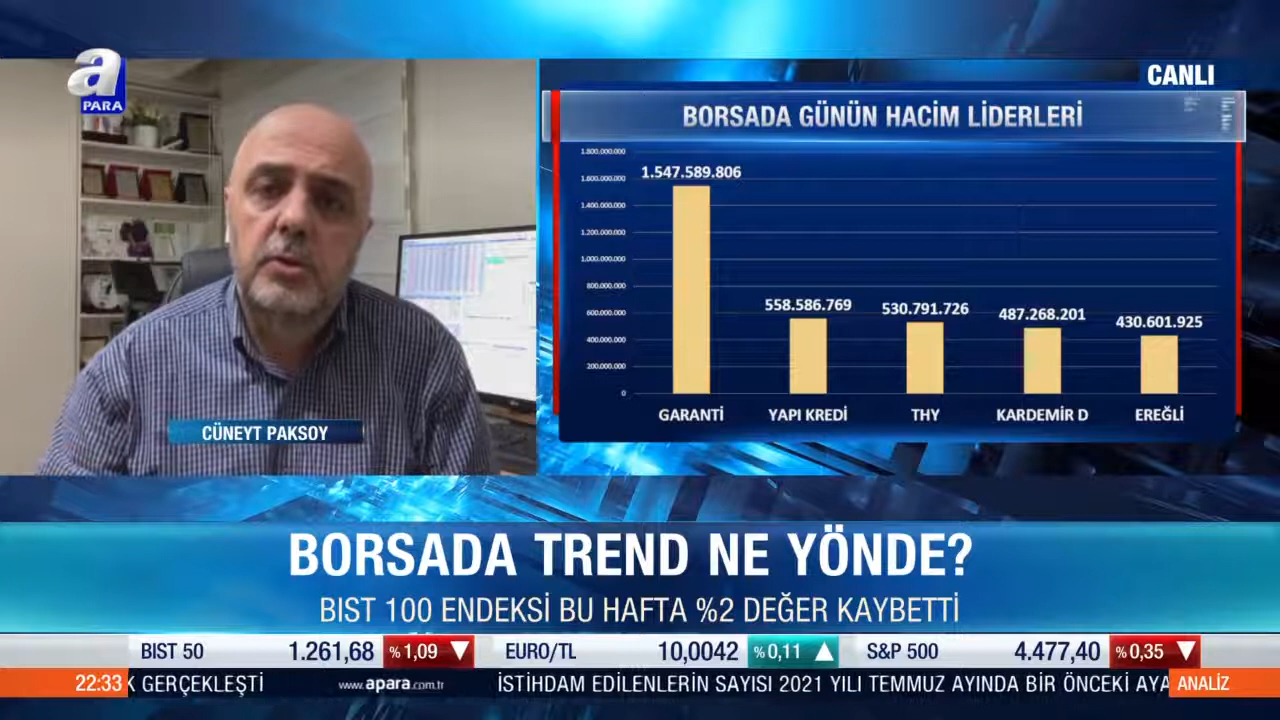 a
PARA
CANLI
BORSADA GÜNÜN HACİM LİDERLERİ
1.800.000.000
1.600.000.000
1.400.000.000
1.200.000.000
1.000.000.000
800.000.000
600.000.000
400.000.000
200.000.000
0
1.547.589.806
558.586.769
530.791.726
487.268.201
430.601.925
GARANTİ YAPI KREDİ THY KARDEMİR D EREĞLİ
CÜNEYT PAKSOY
BORSADA TREND NE YÖNDE?
BIST 100 ENDEKSİ BU HAFTA %2 DEĞER KAYBETTİ
BIST 50 1.261,68 %1,09 ▼ EURO/TL 10,0042 %0,11 ▲ S&P 500 4.477,40 %0,35 ▼
22:33 K GERÇEKLEŞTİ www.apara.com.tr İSTİHDAM EDİLENLERİN SAYISI 2021 YILI TEMMUZ AYINDA BİR ÖNCEKİ AYA ANALİZ